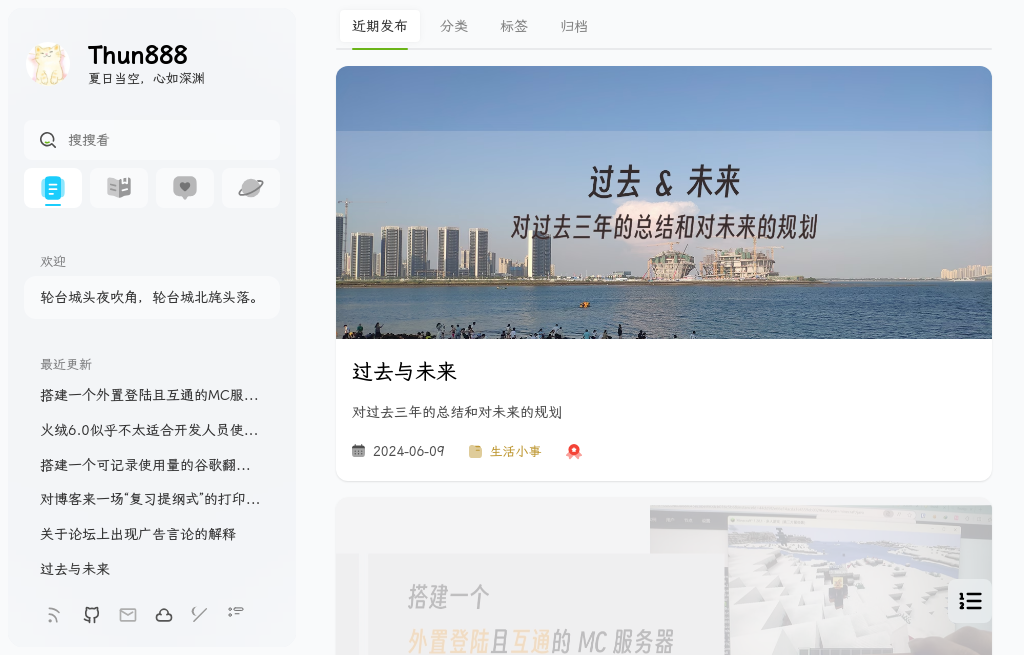 Thun888
夏日当空，心如深渊
搜搜看
欢迎
轮台城头夜吹角，轮台城北旄头落。
最近更新
搭建一个外置登陆且互通的MC服...
火绒6.0似乎不太适合开发人员使...
搭建一个可记录使用量的谷歌翻...
对博客来一场“复习提纲式”的打印...
关于论坛上出现广告言论的解释
过去与未来
近期发布 分类 标签 归档
过去 & 未来
对过去三年的总结和对未来的规划
过去与未来
对过去三年的总结和对未来的规划
2024-06-09 生活小事
搭建一个
外置登陆且互通的 MC 服务器